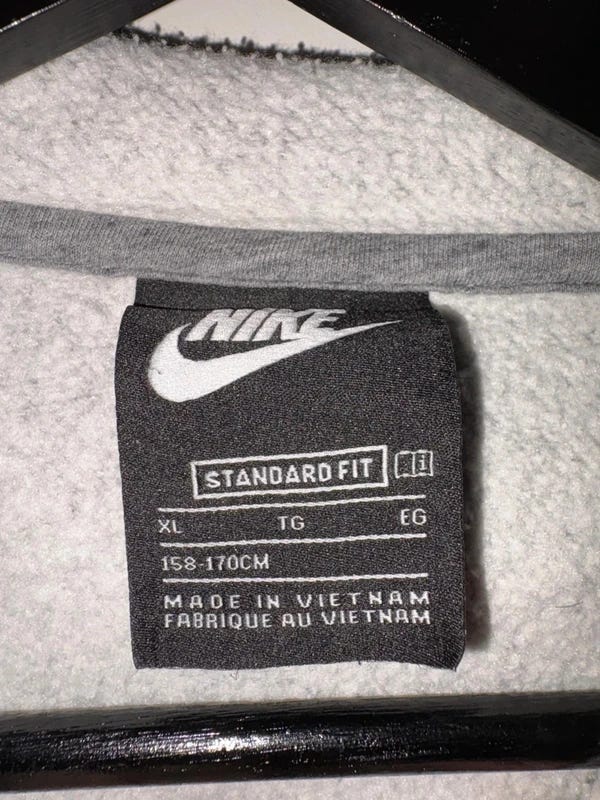 NIKE
STANDARD FIT i
XL TG EG
158-170CM
MADE IN VIETNAM
FABRIQUE AU VIETNAM